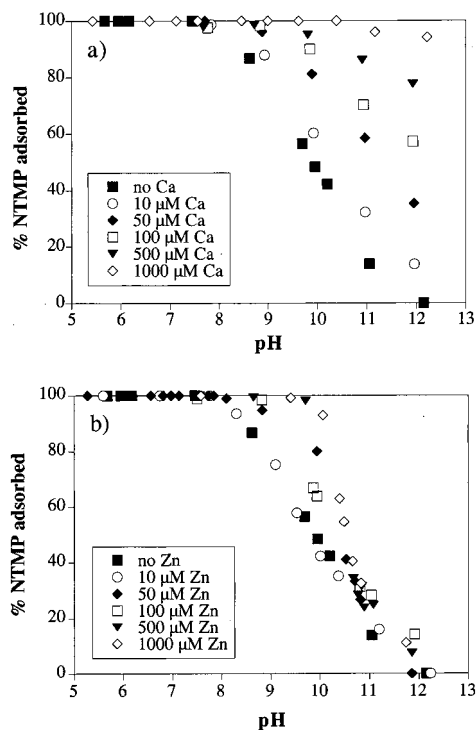 a)
% NTMP adsorbed
100
80
60
40
20
0
no Ca
10 µM Ca
50 µM Ca
100 µM Ca
500 µM Ca
1000 µM Ca
5 6 7 8 9 10 11 12 13
pH
b)
% NTMP adsorbed
100
80
60
40
20
0
no Zn
10 µM Zn
50 µM Zn
100 µM Zn
500 µM Zn
1000 µM Zn
5 6 7 8 9 10 11 12 13
pH